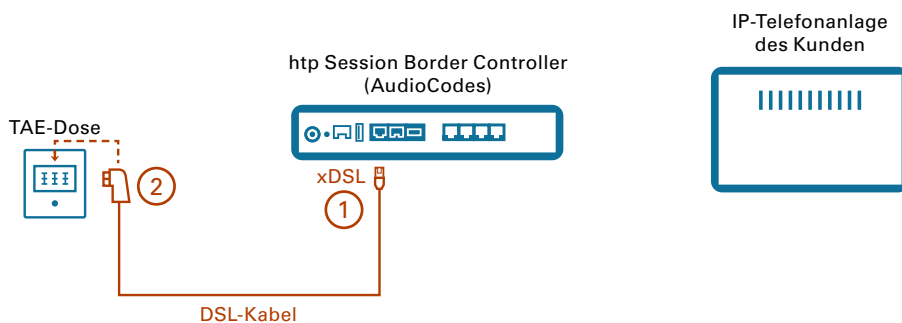 IP-Telefonanlage
des Kunden
htp Session Border Controller
(AudioCodes)
TAE-Dose
xDSL
1
2
DSL-Kabel